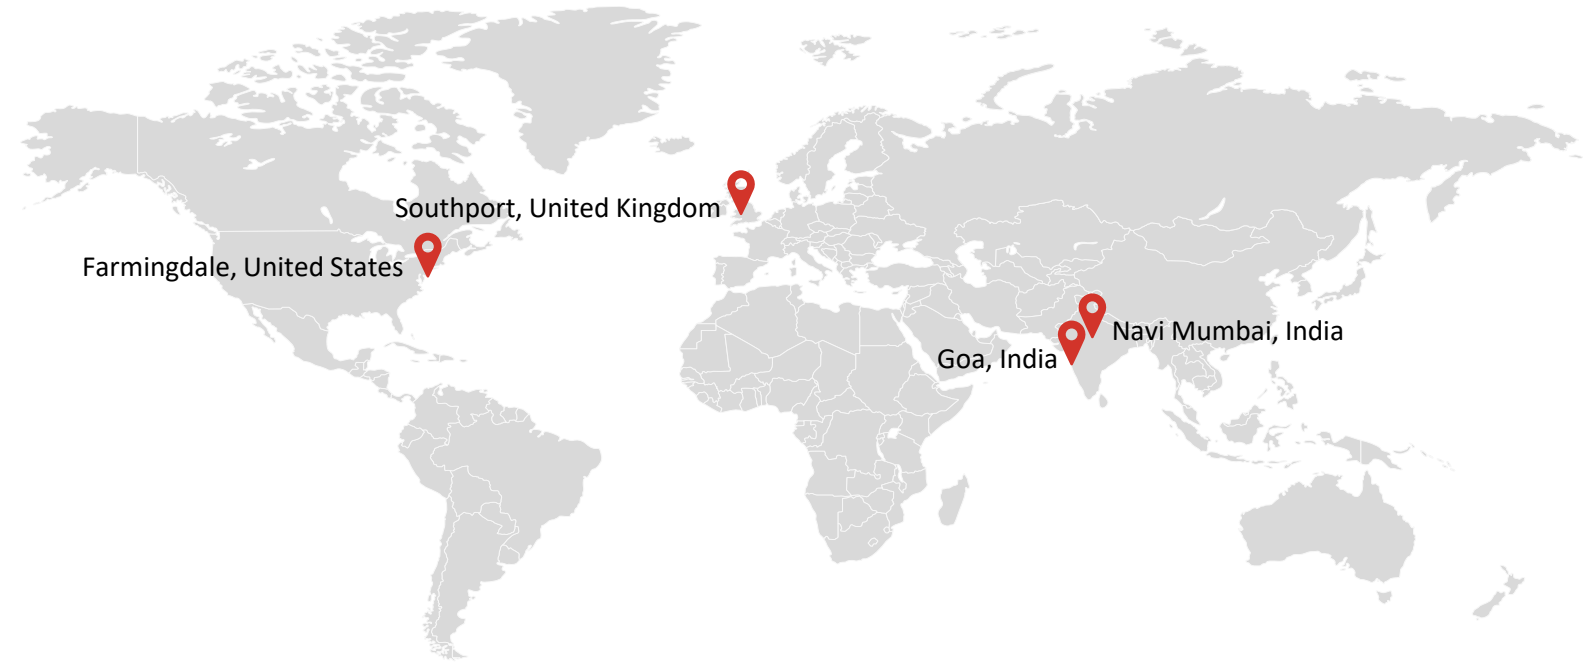 Southport, United Kingdom
Farmingdale, United States
Navi Mumbai, India
Goa, India